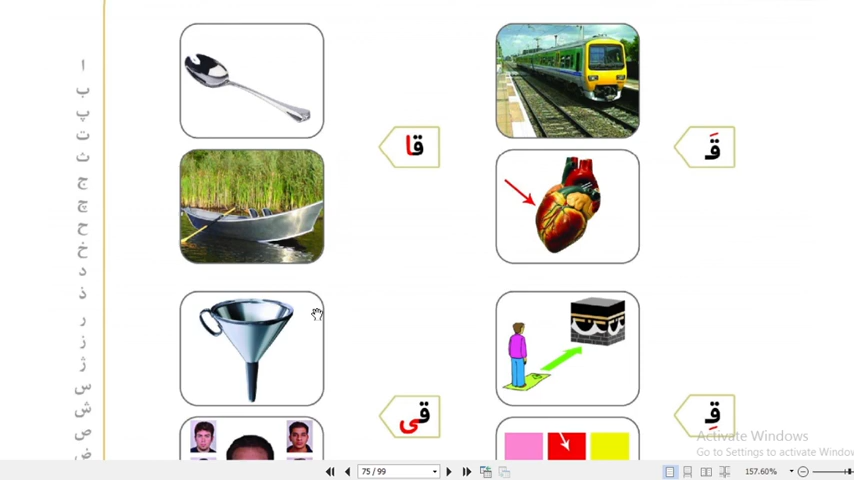 قَـ
قا
قِـ
قی
ا
ب
پ
ت
ث
ج
چ
ح
خ
د
ذ
ر
ز
ژ
س
ش
ص
ض
Activate Windows
Go to Settings to activate Windows
75 / 99
157.60%